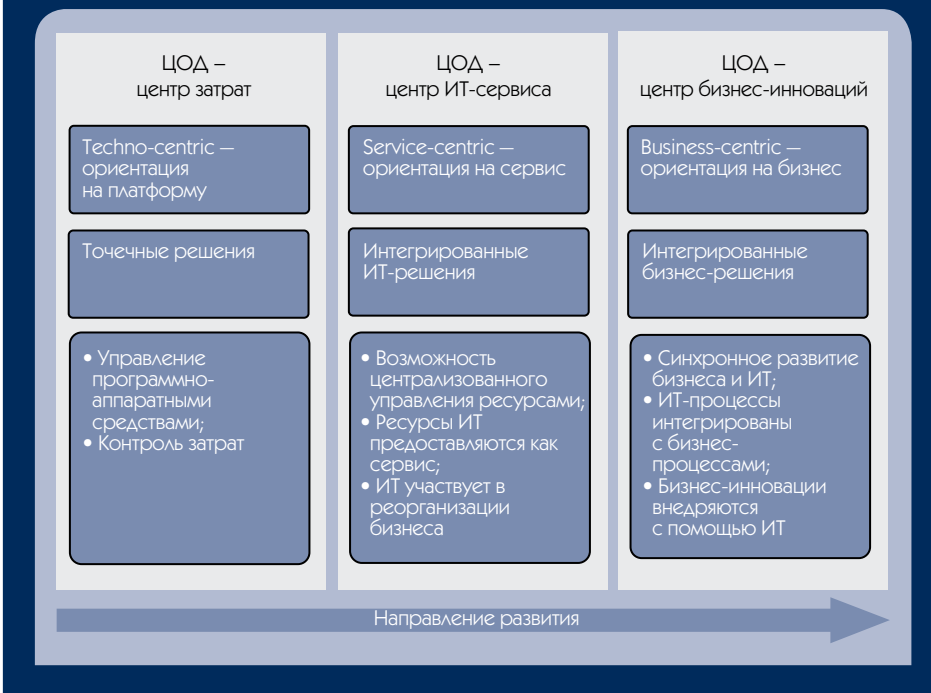 ЦОД –
центр затрат
Techno-centric –
ориентация
на платформу
Точечные решения
• Управление
программно-
аппаратными
средствами;
• Контроль затрат
ЦОД –
центр ИТ-сервиса
Service-centric –
ориентация на сервис
Интегрированные
ИТ-решения
• Возможность
централизованного
управления ресурсами;
• Ресурсы ИТ
предоставляются как
сервис;
• ИТ участвует в
реорганизации
бизнеса
ЦОД –
центр бизнес-инноваций
Business-centric –
ориентация на бизнес
Интегрированные
бизнес-решения
• Синхронное развитие
бизнеса и ИТ;
• ИТ-процессы
интегрированы
с бизнес-
процессами;
• Бизнес-инновации
внедряются
с помощью ИТ
Направление развития